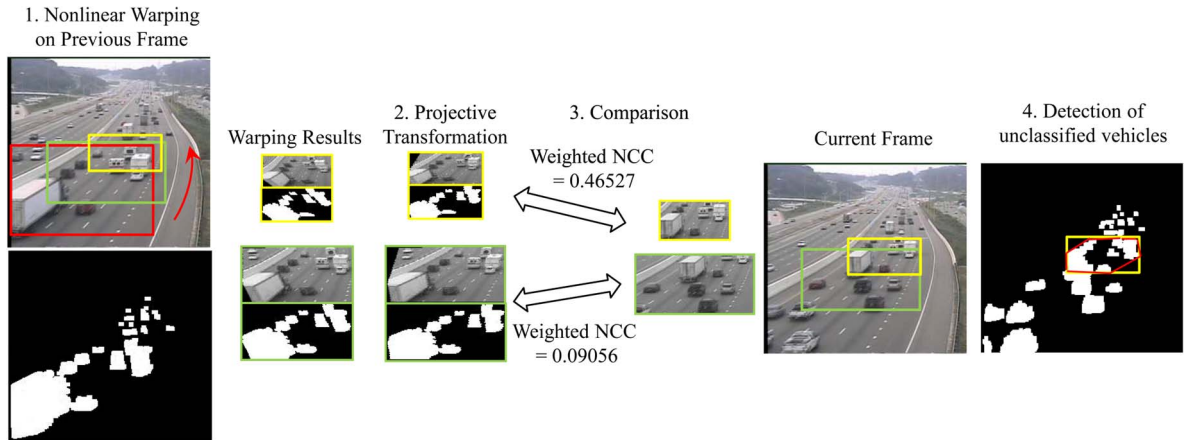 1. Nonlinear Warping
on Previous Frame
Warping Results
2. Projective
Transformation
3. Comparison
Weighted NCC
= 0.46527
Weighted NCC
= 0.09056
Current Frame
4. Detection of
unclassified vehicles